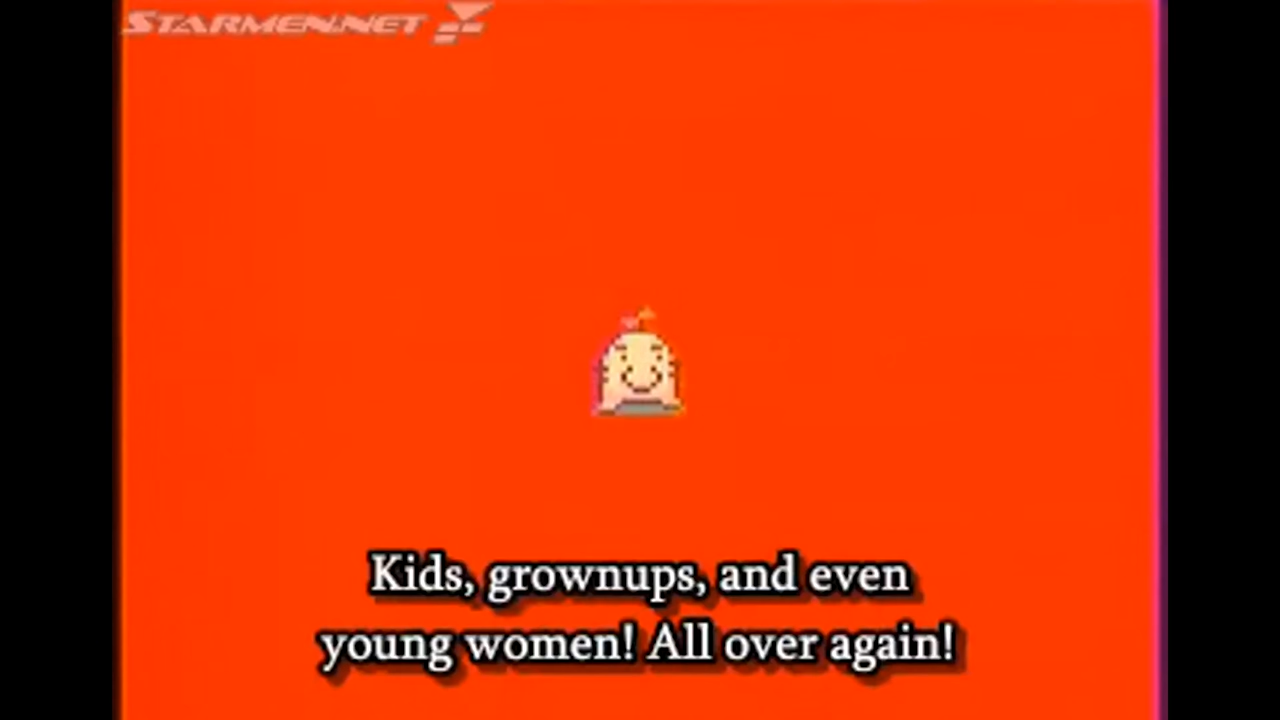 STARMEN.NET
Kids, grownups, and even
young women! All over again!